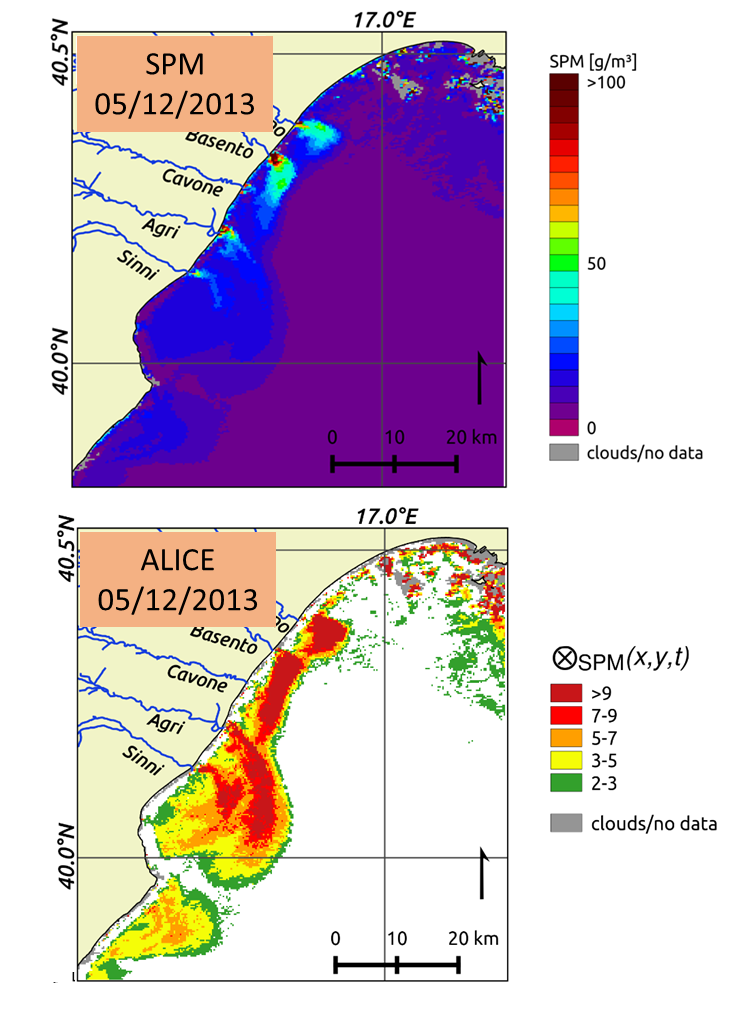 17.0°E
40.5°N
SPM
05/12/2013
Basento
Cavone
Agri
Sinni
40.0°N
0 10 20 km
SPM [g/m³]
>100
50
0
clouds/no data
17.0°E
40.5°N
ALICE
05/12/2013
Basento
Cavone
Agri
Sinni
40.0°N
0 10 20 km
⊗SPM(x,y,t)
>9
7-9
5-7
3-5
2-3
clouds/no data